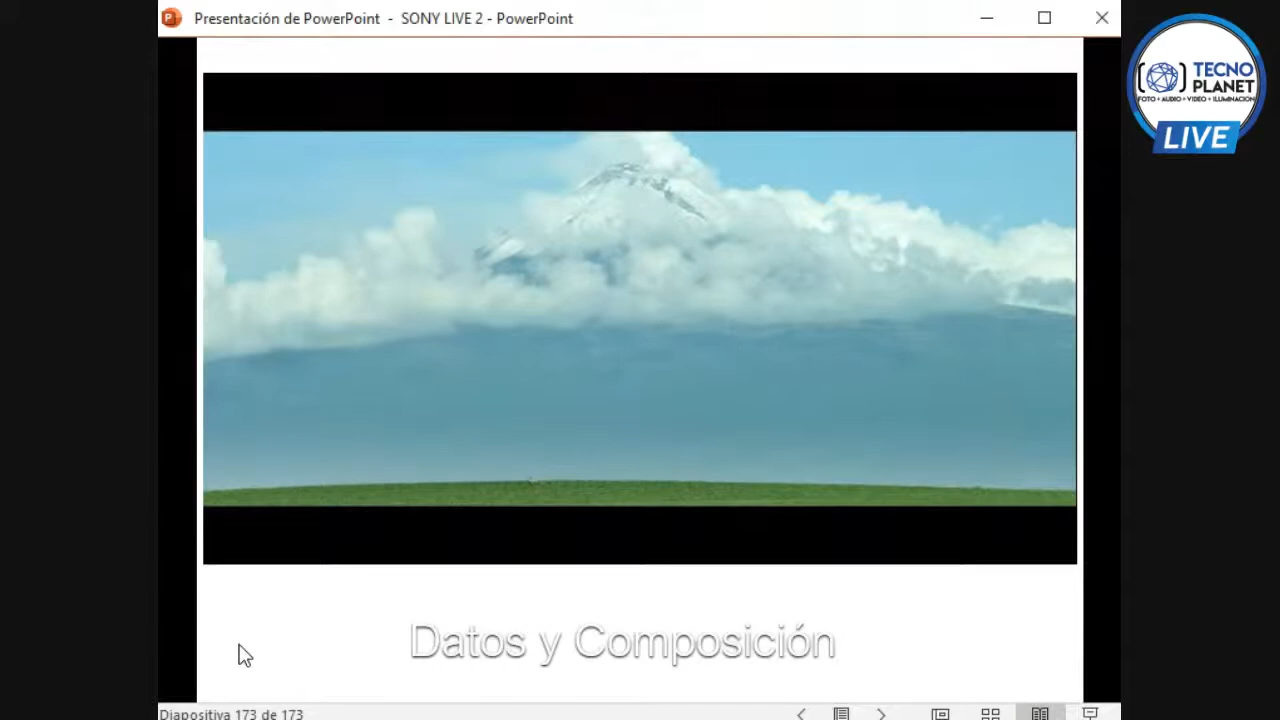 Presentación de PowerPoint - SONY LIVE 2 - PowerPoint
TECNO
PLANET
FOTO + AUDIO + VIDEO + ILUMINACION
LIVE
Datos y Composición
Diapositiva 173 de 173